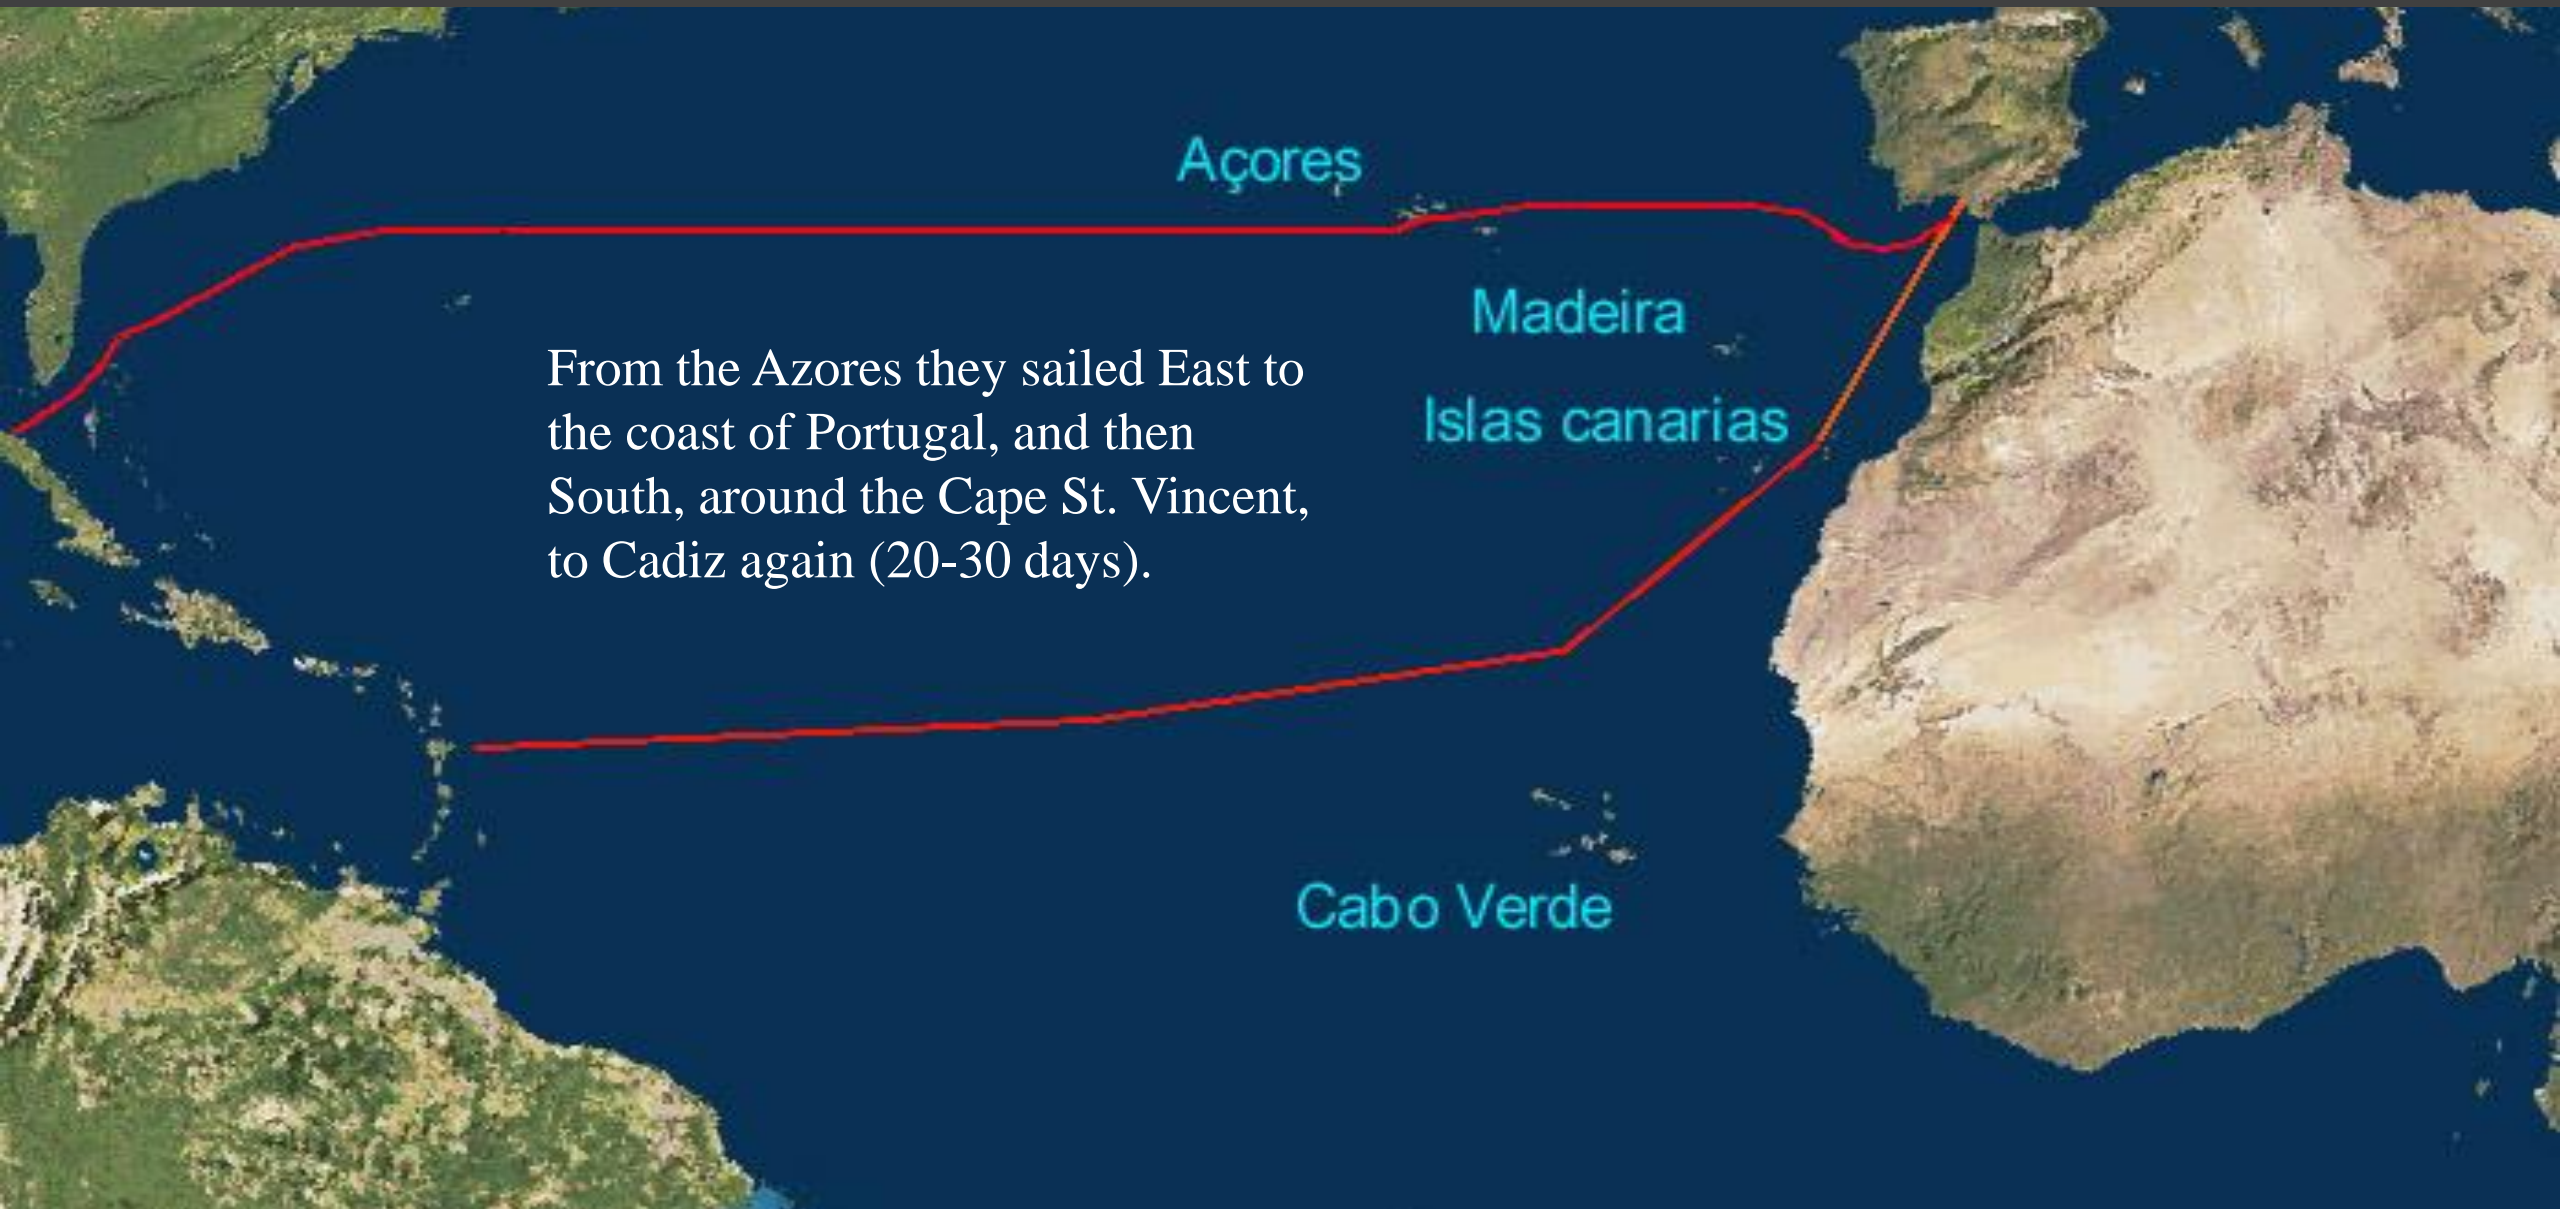 Açores
Madeira
From the Azores they sailed East to
the coast of Portugal, and then
South, around the Cape St. Vincent,
to Cadiz again (20-30 days).
Islas canarias
Cabo Verde